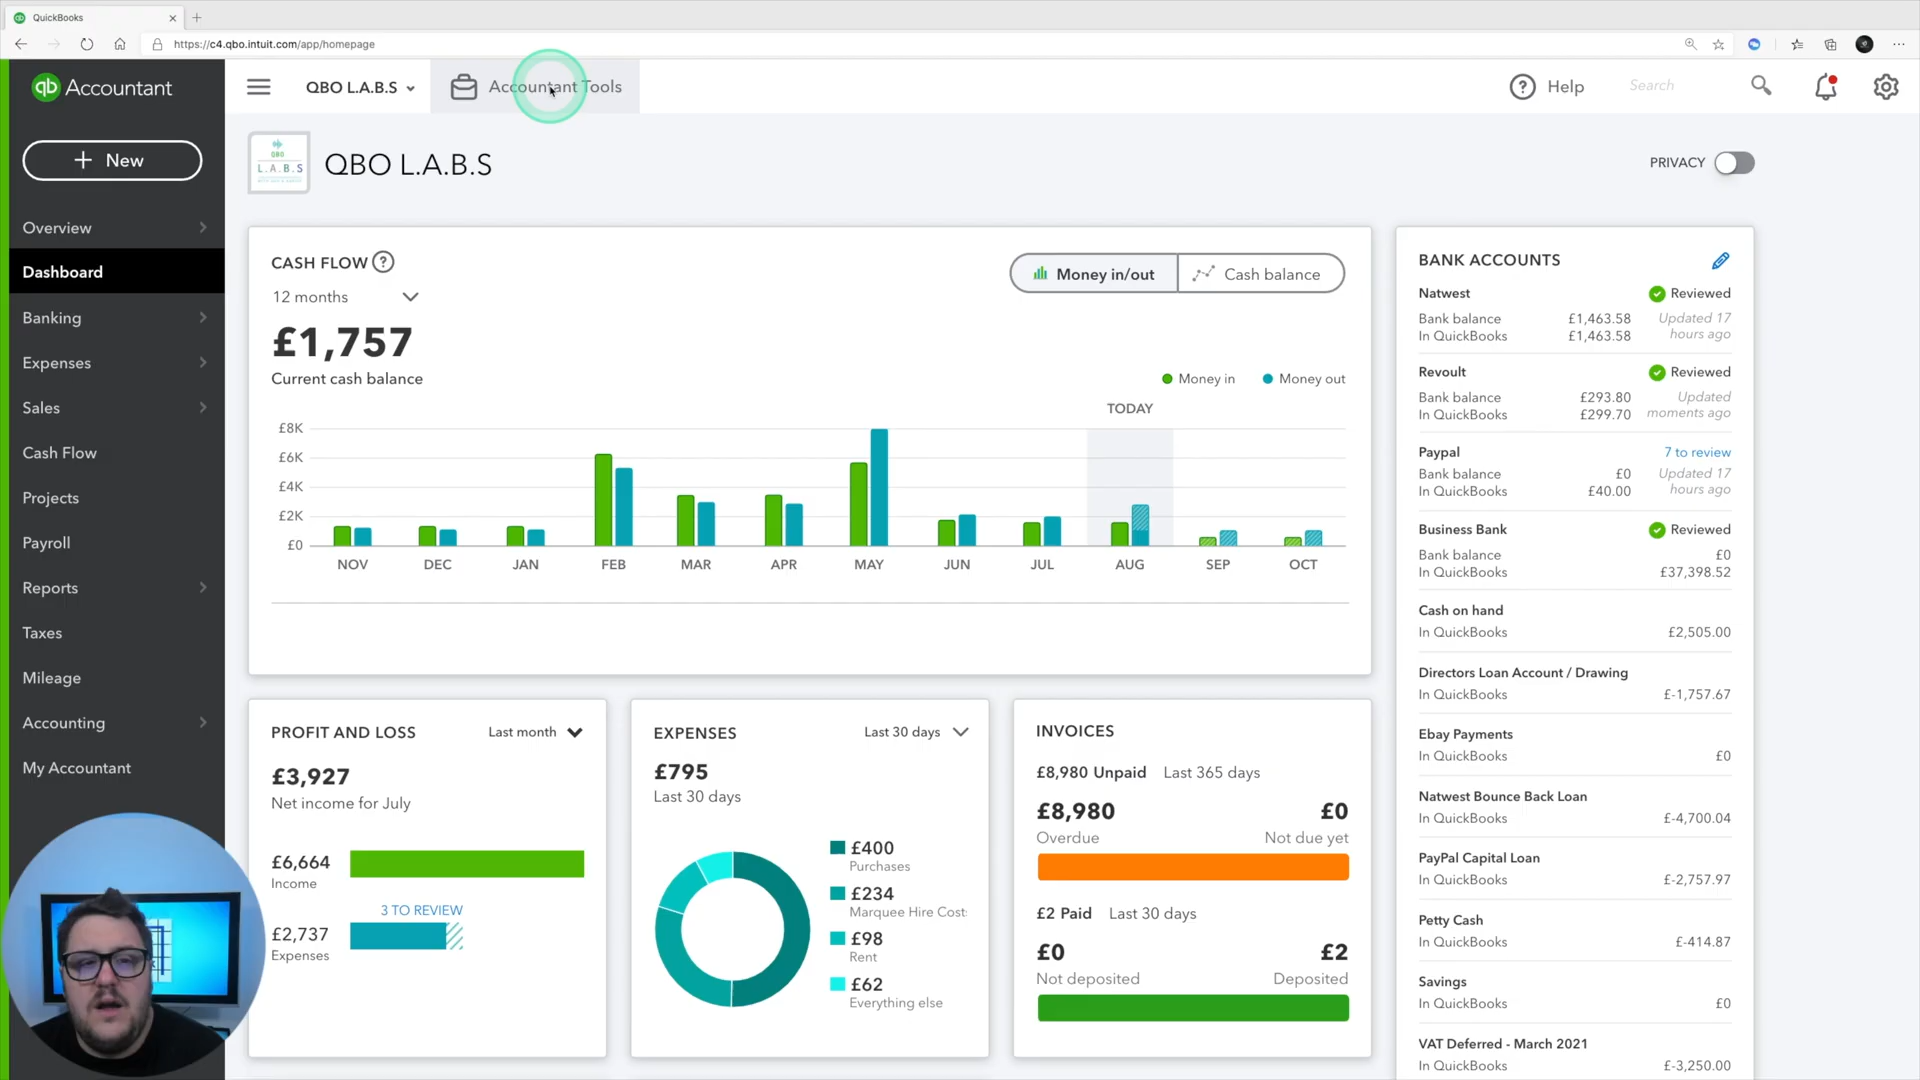 QuickBooks
https://c4.qbo.intuit.com/app/homepage
qb Accountant
QBO L.A.B.S
Accountant Tools
Help
Search
+ New
Overview
Dashboard
Banking
Expenses
Sales
Cash Flow
Projects
Payroll
Reports
Taxes
Mileage
Accounting
My Accountant
QBO
L.A.B.S
QBO L.A.B.S
PRIVACY
CASH FLOW
12 months
£1,757
Current cash balance
Money in/out
Cash balance
Money in
Money out
TODAY
£8K
£6K
£4K
£2K
£0
NOV DEC JAN FEB MAR APR MAY JUN JUL AUG SEP OCT
PROFIT AND LOSS
Last month
£3,927
Net income for July
£6,664
Income
3 TO REVIEW
£2,737
Expenses
EXPENSES
Last 30 days
£795
Last 30 days
£400
Purchases
£234
Marquee Hire Cost
£98
Rent
£62
Everything else
INVOICES
£8,980 Unpaid Last 365 days
£8,980 £0
Overdue Not due yet
£2 Paid Last 30 days
£0 £2
Not deposited Deposited
BANK ACCOUNTS
Natwest Reviewed
Bank balance £1,463.58 Updated 17
In QuickBooks £1,463.58 hours ago
Revoult Reviewed
Bank balance £293.80 Updated
In QuickBooks £299.70 moments ago
Paypal 7 to review
Bank balance £0 Updated 17
In QuickBooks £40.00 hours ago
Business Bank Reviewed
Bank balance £0
In QuickBooks £37,398.52
Cash on hand
In QuickBooks £2,505.00
Directors Loan Account / Drawing
In QuickBooks £-1,757.67
Ebay Payments
In QuickBooks £0
Natwest Bounce Back Loan
In QuickBooks £-4,700.04
PayPal Capital Loan
In QuickBooks £-2,757.97
Petty Cash
In QuickBooks £-414.87
Savings
In QuickBooks £0
VAT Deferred - March 2021
In QuickBooks £-3,250.00